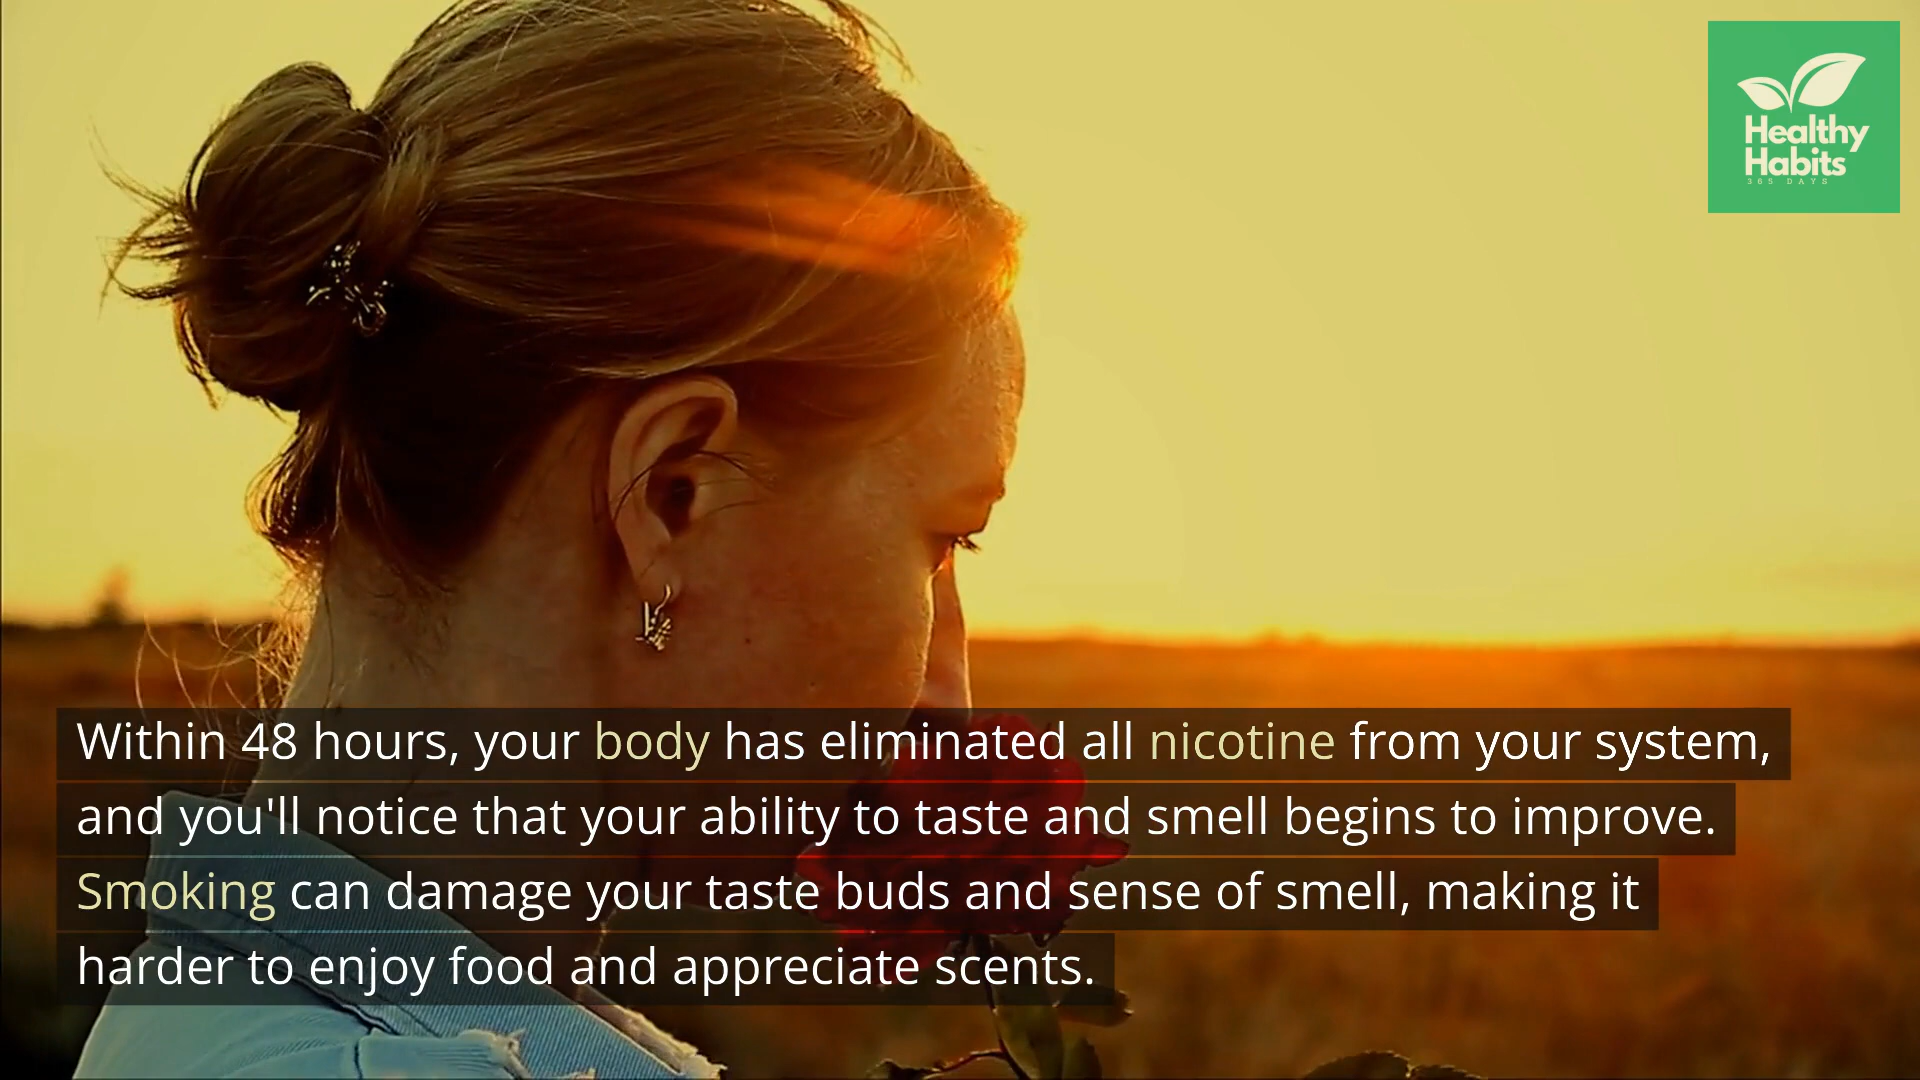 Healthy
Habits
365 DAYS
Within 48 hours, your body has eliminated all nicotine from your system,
and you'll notice that your ability to taste and smell begins to improve.
Smoking can damage your taste buds and sense of smell, making it
harder to enjoy food and appreciate scents.